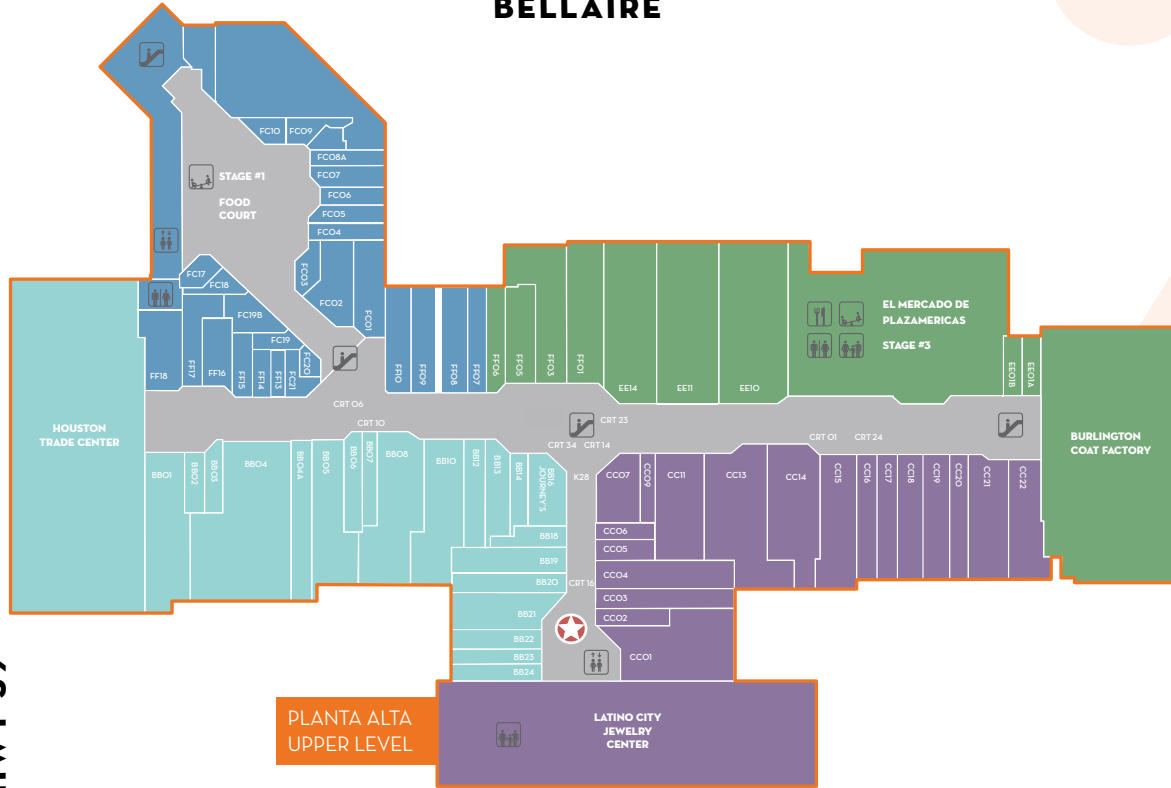 BELLAIRE
FC10
FC09
FC08A
FC07
STAGE #1
FC06
FOOD
COURT
FC05
FC04
FC17
FC18
FC03
FC02
FC01
FC19B
FC19
FC20
FF18
FF17
FF16
FF15
FF14
FF13
FC21
FF10
FF09
FF08
FF07
FF06
FF05
FF03
FF01
EE14
EE11
EE10
EL MERCADO DE
PLAZAMERICAS
STAGE #3
EE01B
EE01A
CRT 06
CRT 10
CRT 23
CRT 34
CRT 14
CRT 01
CRT 24
HOUSTON
TRADE CENTER
BURLINGTON
COAT FACTORY
BB01
BB02
BB03
BB04
BB04A
BB05
BB06
BB07
BB08
BB10
BB12
BB13
BB14
BB16
JOURNEY'S
K28
CC07
CC09
CC11
CC13
CC14
CC15
CC16
CC17
CC18
CC19
CC20
CC21
CC22
BB18
CC06
CC05
BB19
BB20
CRT 16
CC04
CC03
BB21
CC02
BB22
BB23
CC01
BB24
PLANTA ALTA
UPPER LEVEL
LATINO CITY
JEWELRY
CENTER